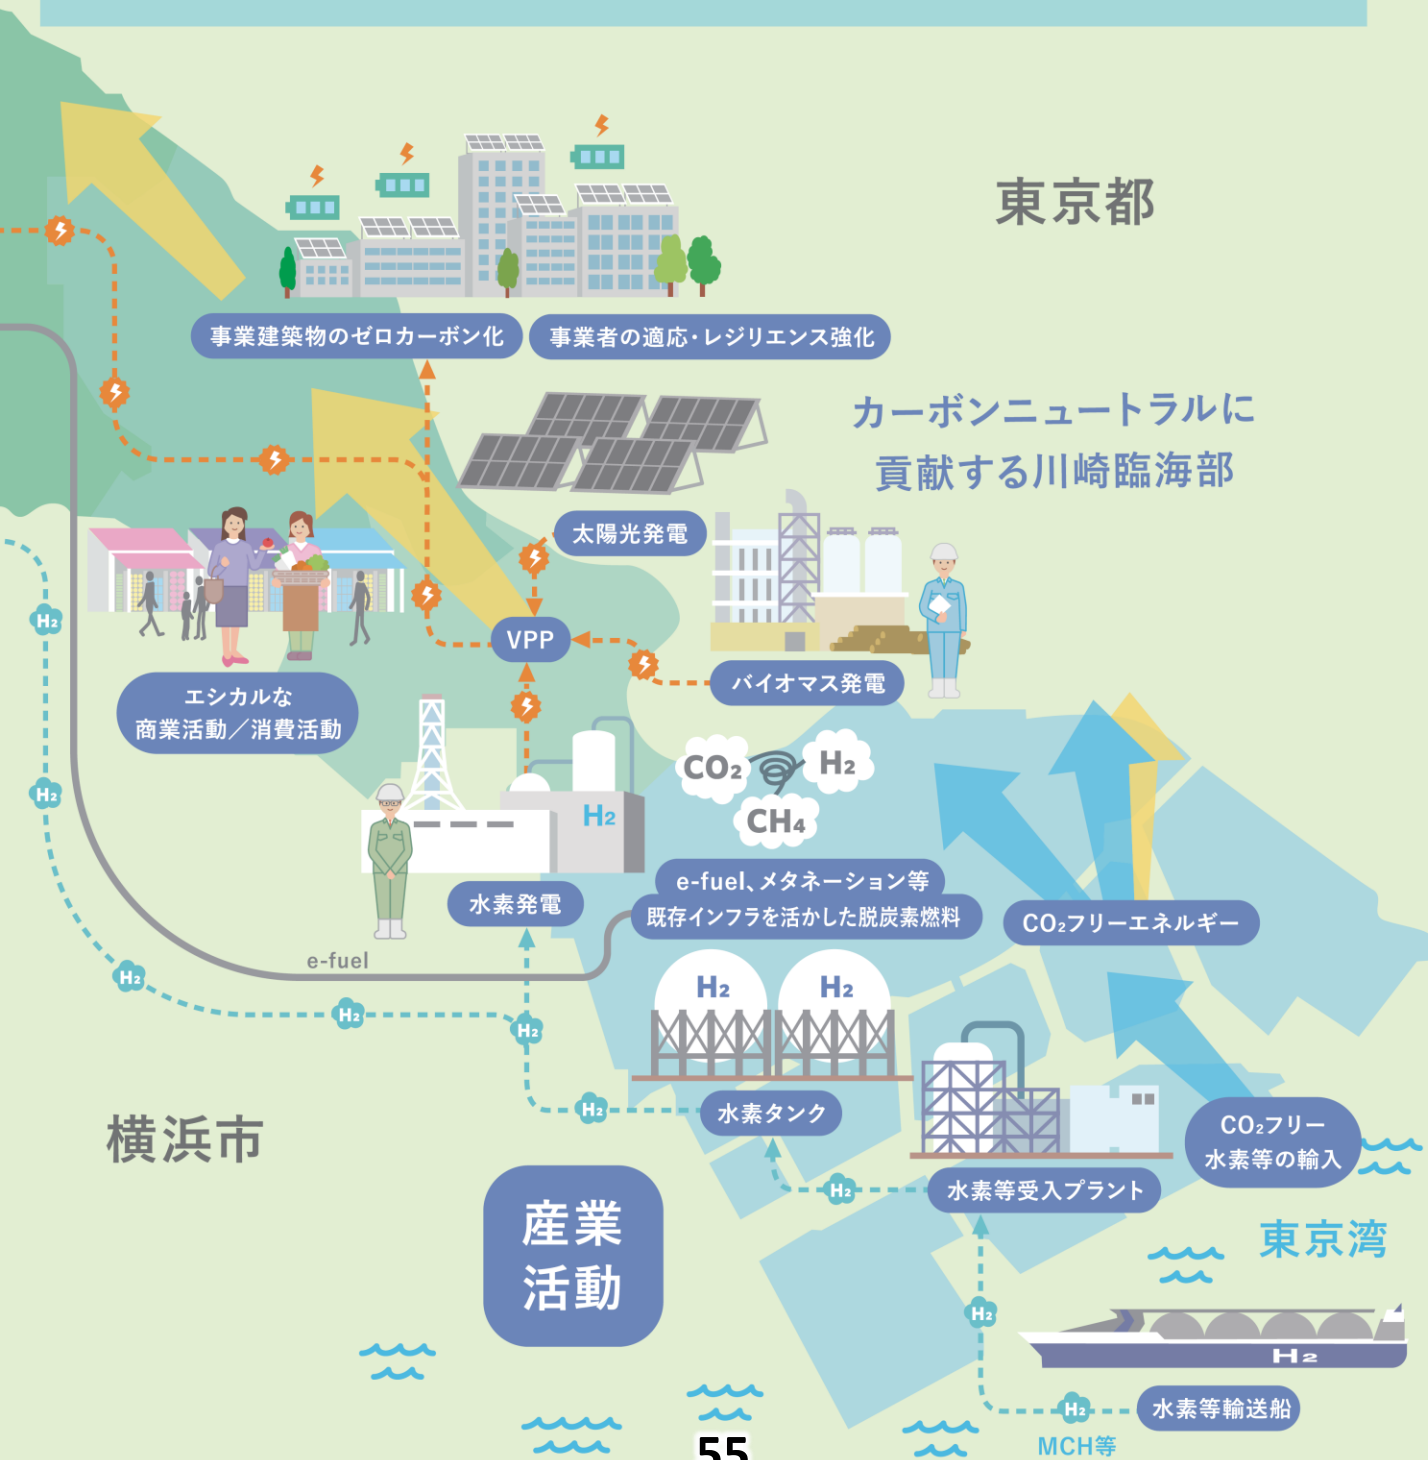 東京都
事業建築物のゼロカーボン化
事業者の適応・レジリエンス強化
カーボンニュートラルに
貢献する川崎臨海部
太陽光発電
VPP
バイオマス発電
エシカルな
商業活動／消費活動
H₂
H₂
CO₂
H₂
CH₄
H₂
水素発電
e-fuel、メタネーション等
既存インフラを活かした脱炭素燃料
CO₂フリーエネルギー
e-fuel
H₂
H₂
H₂
H₂
H₂
H₂
水素タンク
横浜市
CO₂フリー
水素等の輸入
H₂
水素等受入プラント
産業
活動
東京湾
H₂
H₂
H₂
水素等輸送船
MCH等
55